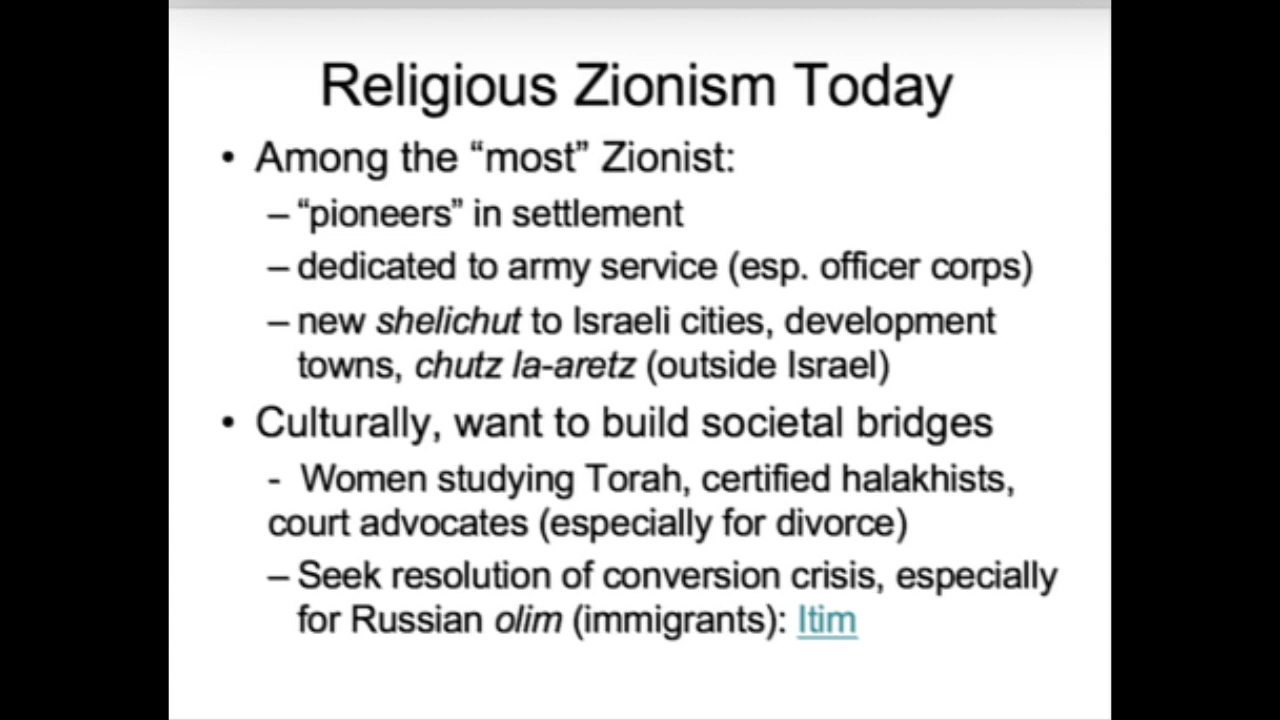 Religious Zionism Today
• Among the “most” Zionist:
– “pioneers” in settlement
– dedicated to army service (esp. officer corps)
– new shelichut to Israeli cities, development
towns, chutz la-aretz (outside Israel)
• Culturally, want to build societal bridges
- Women studying Torah, certified halakhists,
court advocates (especially for divorce)
– Seek resolution of conversion crisis, especially
for Russian olim (immigrants): Itim